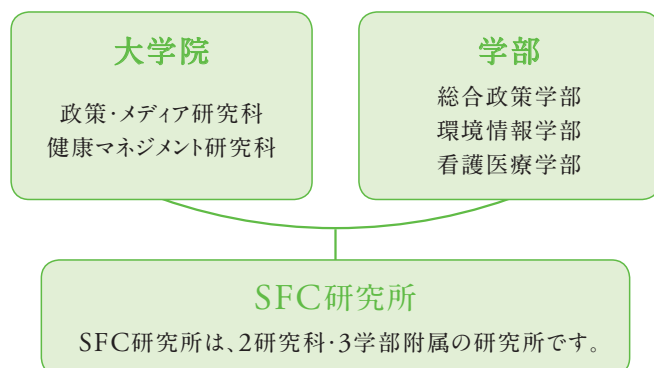 大学院
政策・メディア研究科
健康マネジメント研究科
学部
総合政策学部
環境情報学部
看護医療学部
SFC研究所
SFC研究所は、2研究科・3学部附属の研究所です。